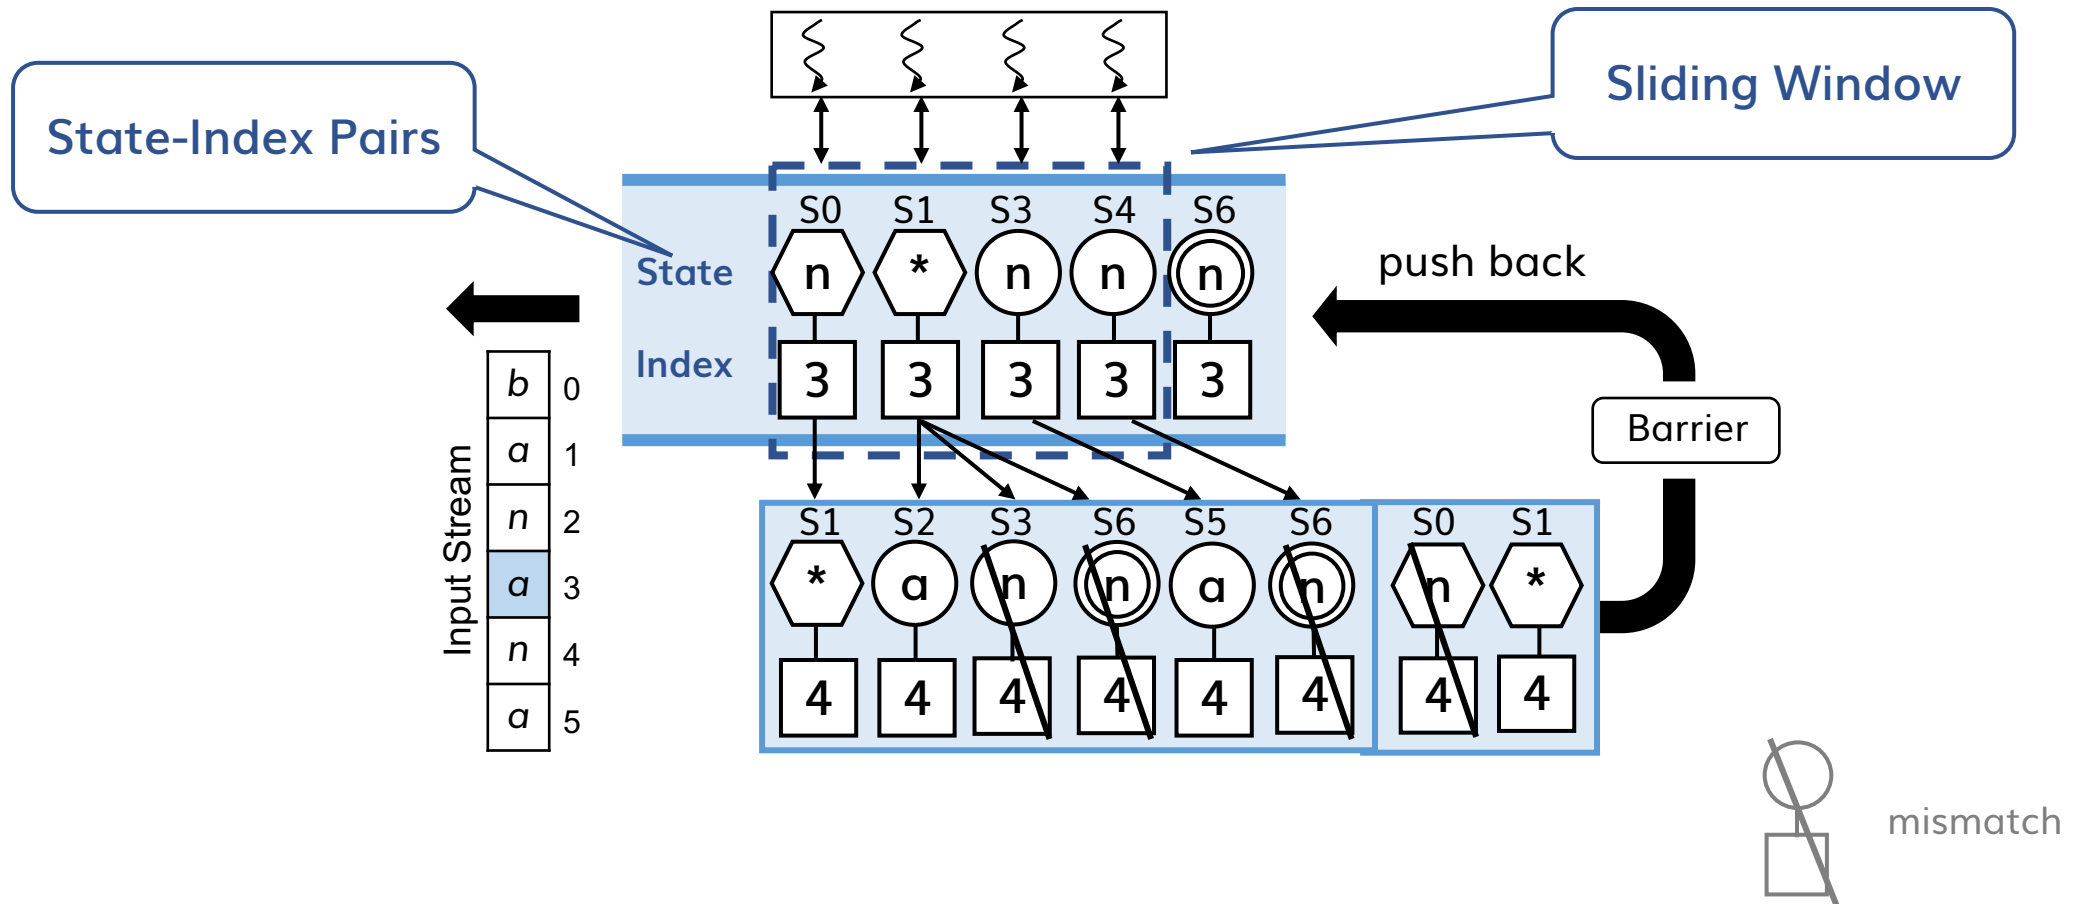 State-Index Pairs
Sliding Window
S0 S1 S3 S4 S6
State n * n n n
Index 3 3 3 3 3
push back
Barrier
Input Stream
b 0
a 1
n 2
a 3
n 4
a 5
S1 S2 S3 S6 S5 S6 S0 S1
* a n n a n n *
4 4 4 4 4 4 4 4
mismatch